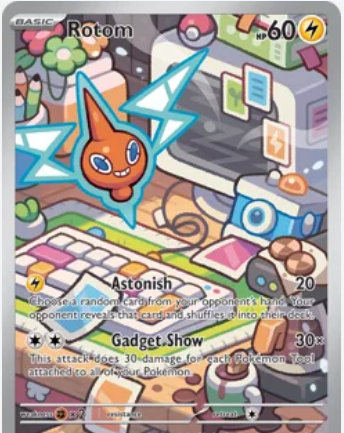 BASIC
Rotom
HP60
Astonish 20
Choose a random card from your opponent's hand. Your
opponent reveals that card and shuffles it into their deck.
Gadget Show 30×
This attack does 30 damage for each Pokémon Tool
attached to all of your Pokémon.
weakness ×2 resistance retreat